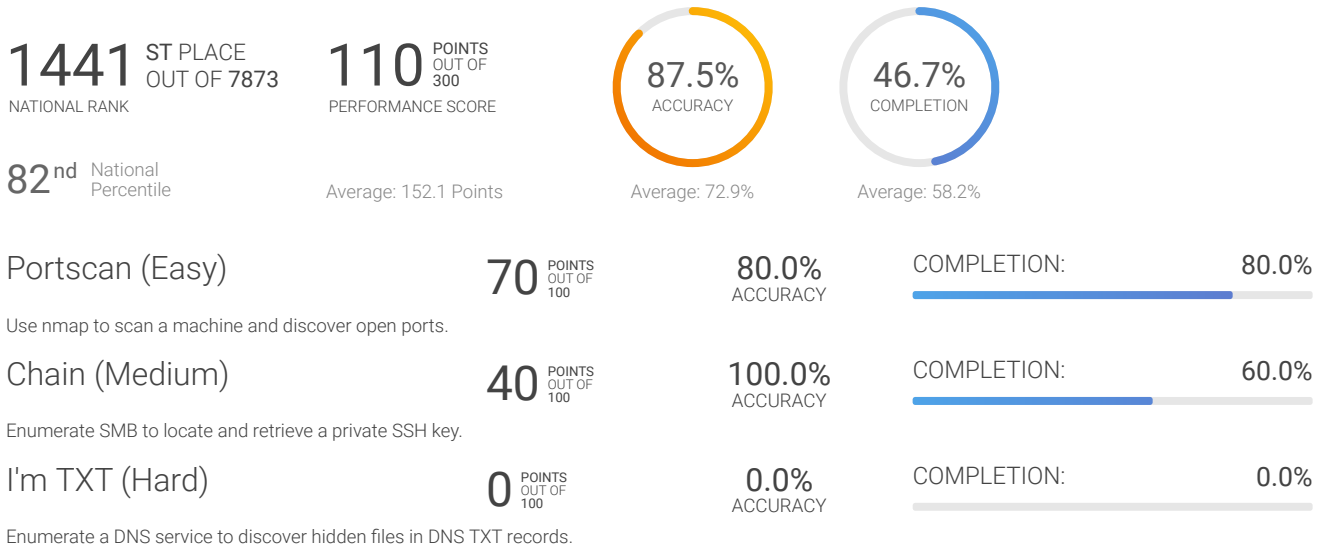 1441 ST PLACE
OUT OF 7873
NATIONAL RANK
110 POINTS
OUT OF
300
PERFORMANCE SCORE
87.5%
ACCURACY
46.7%
COMPLETION
82nd National
Percentile
Average: 152.1 Points
Average: 72.9%
Average: 58.2%
Portscan (Easy)
70 POINTS
OUT OF
100
80.0%
ACCURACY
COMPLETION: 80.0%
Use nmap to scan a machine and discover open ports.
Chain (Medium)
40 POINTS
OUT OF
100
100.0%
ACCURACY
COMPLETION: 60.0%
Enumerate SMB to locate and retrieve a private SSH key.
I'm TXT (Hard)
0 POINTS
OUT OF
100
0.0%
ACCURACY
COMPLETION: 0.0%
Enumerate a DNS service to discover hidden files in DNS TXT records.